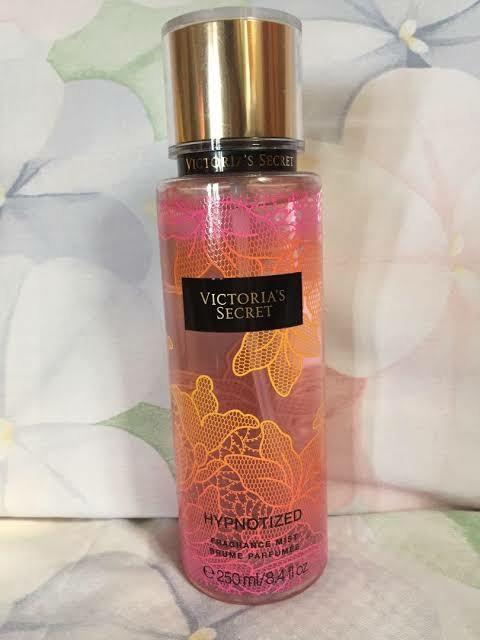 VICTORIA'S SECRET
VICTORIA'S
SECRET
HYPNOTIZED
FRAGRANCE MIST
BRUME PARFUMÉE
℮ 250 ml/8.4 fl oz